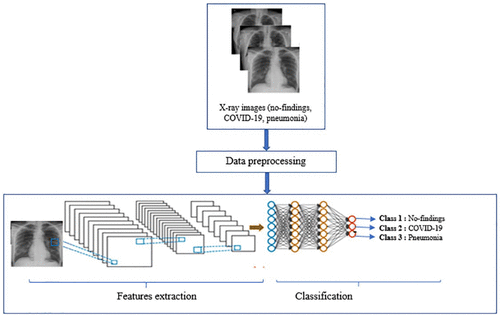 X-ray images (no-findings,
COVID-19, pneumonia)
Data preprocessing
Class 1 : No-findings
Class 2 : COVID-19
Class 3 : Pneumonia
Features extraction
Classification